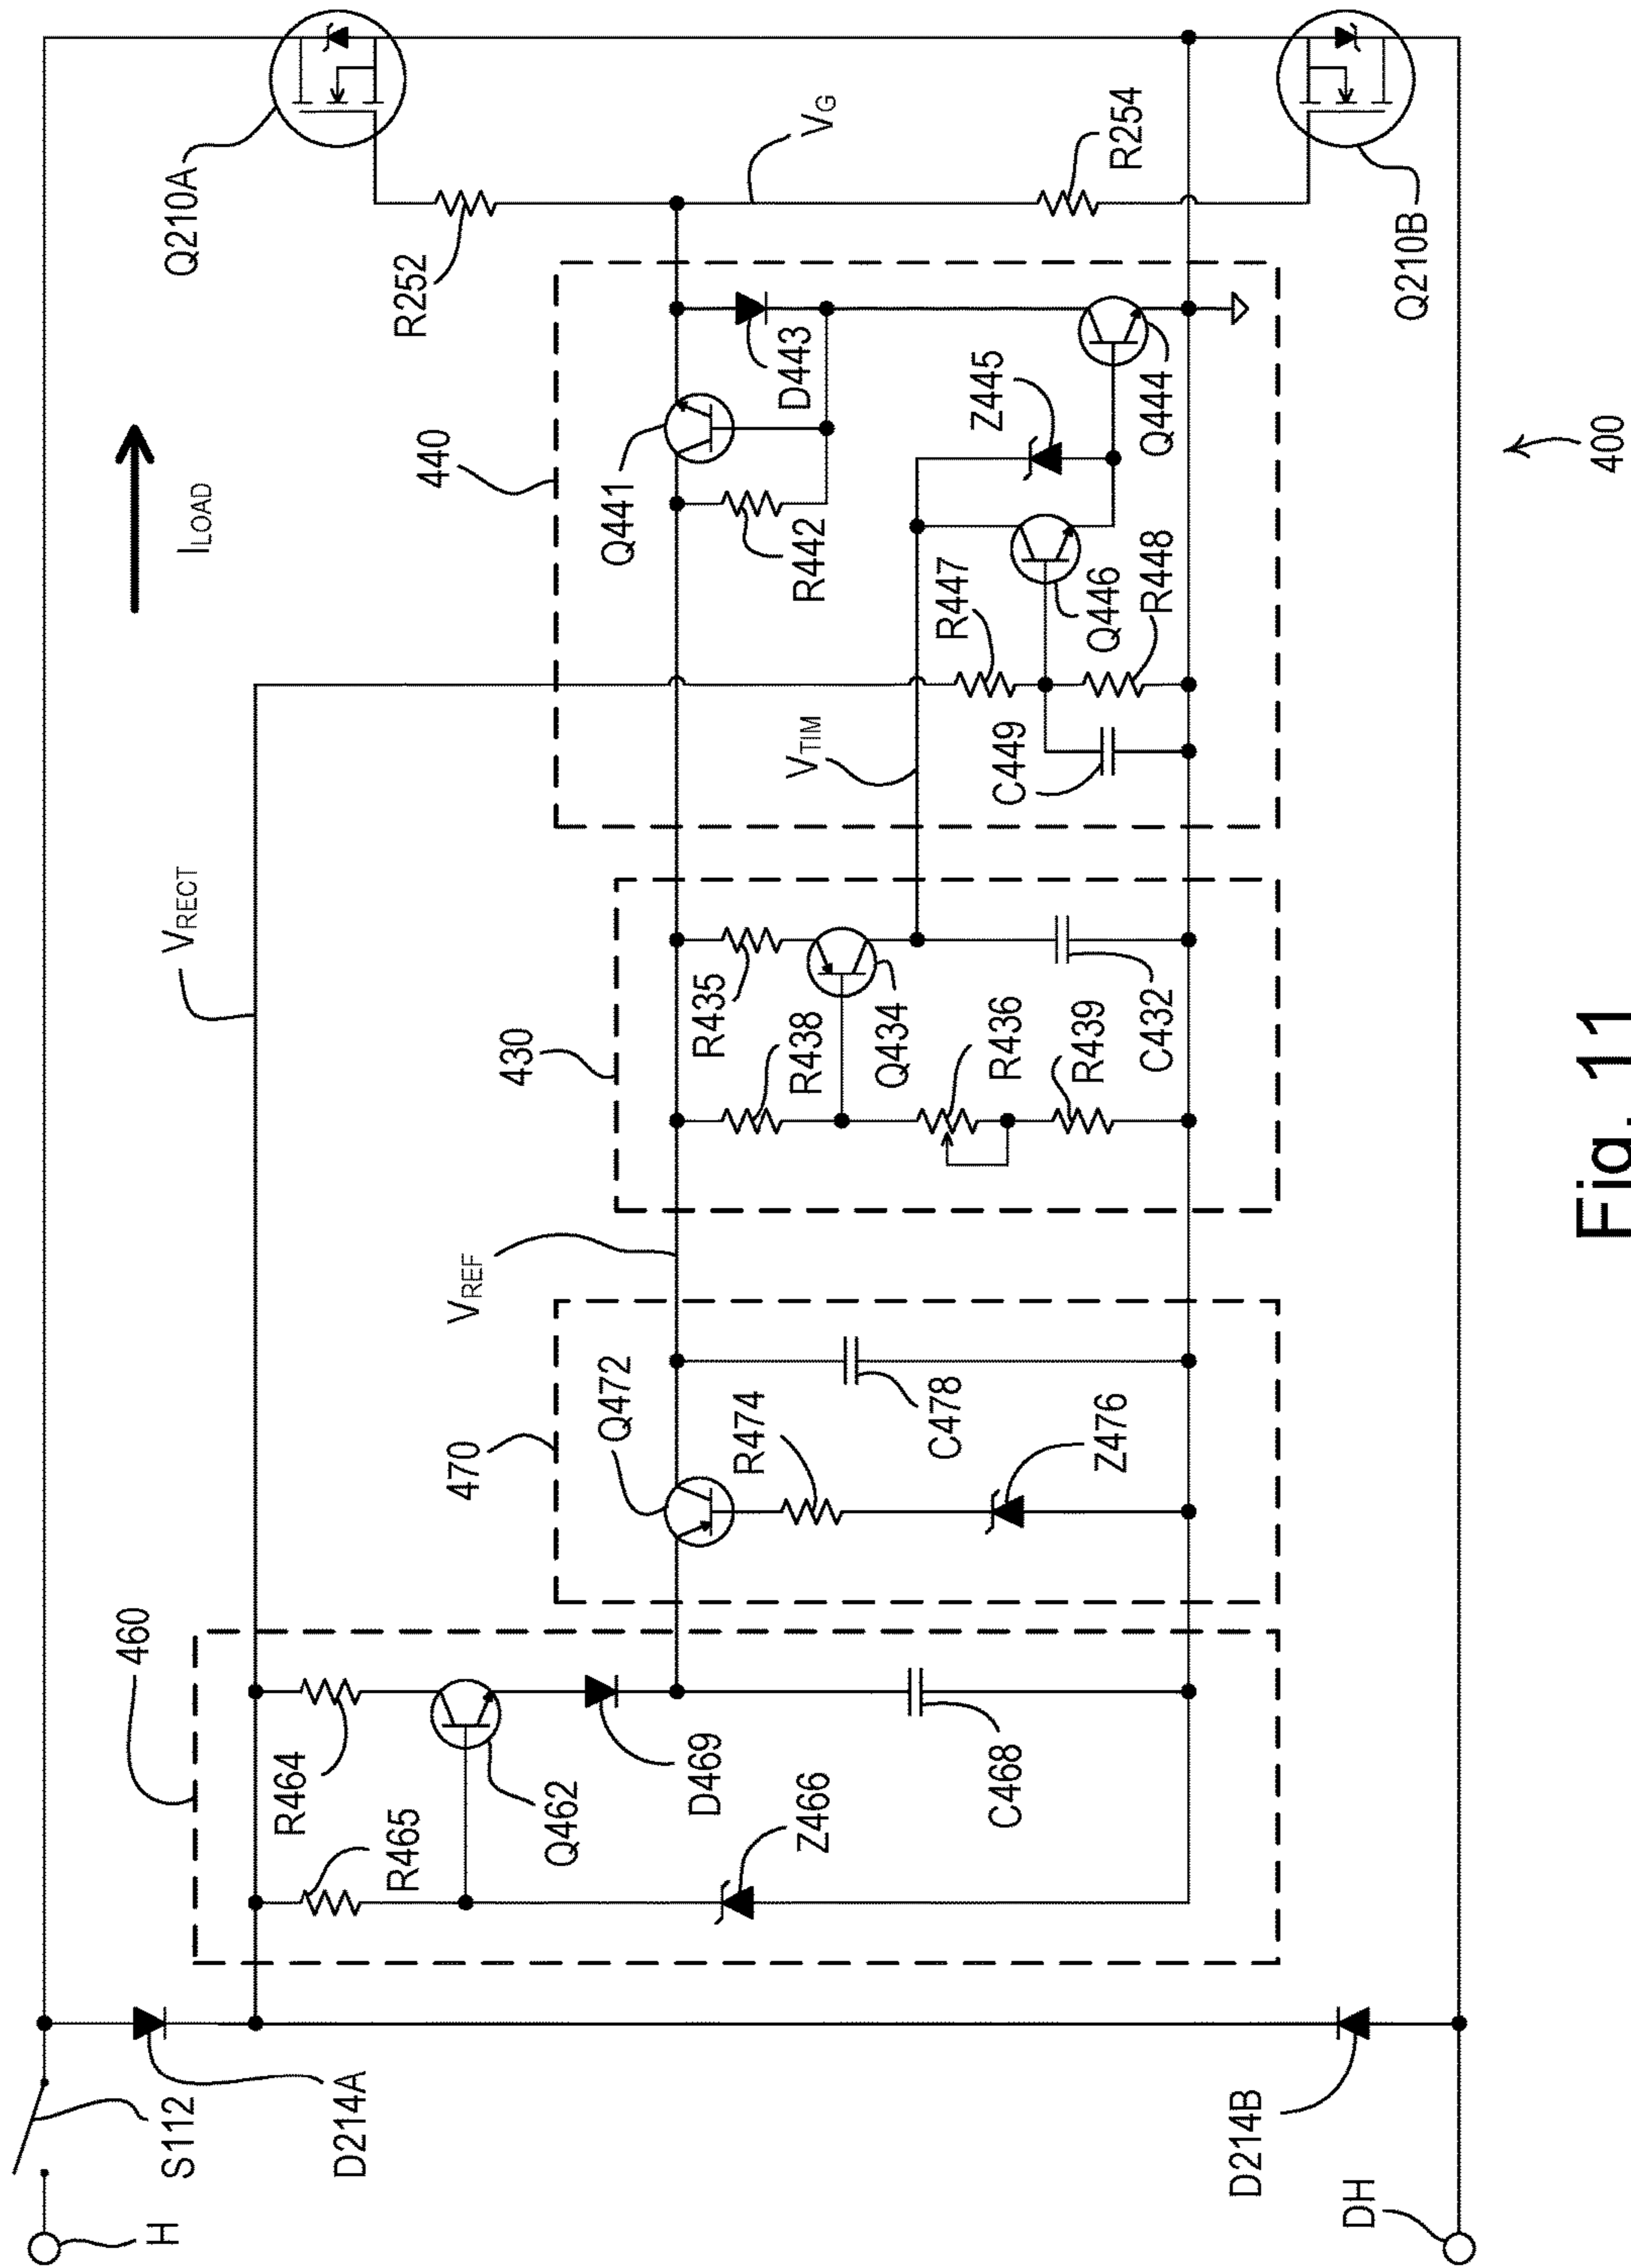 H
S112
D214A
D214B
DH
460
R464
R465
Q462
D469
Z466
C468
470
Q472
R474
Z476
C478
VREF
VRECT
430
R435
R438
Q434
R436
R439
C432
VTIM
440
Q441
R442
D443
Z445
Q444
Q446
R447
R448
C449
ILOAD
Q210A
R252
VG
R254
Q210B
400
Fig. 11